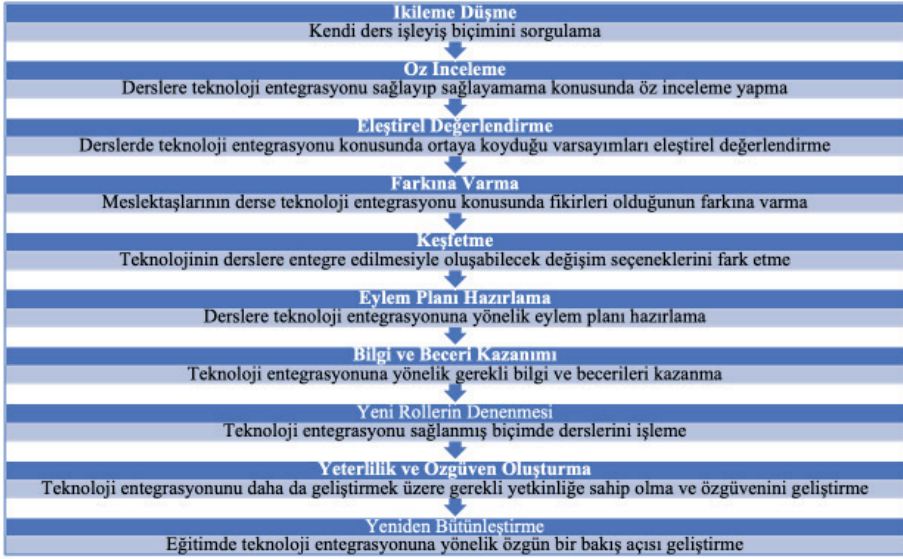 İkileme Düşme
Kendi ders işleyiş biçimini sorgulama
Öz İnceleme
Derslere teknoloji entegrasyonu sağlayıp sağlayamama konusunda öz inceleme yapma
Eleştirel Değerlendirme
Derslerde teknoloji entegrasyonu konusunda ortaya koyduğu varsayımları eleştirel değerlendirme
Farkına Varma
Meslektaşlarının derse teknoloji entegrasyonu konusunda fikirleri olduğunun farkına varma
Keşfetme
Teknolojinin derslere entegre edilmesiyle oluşabilecek değişim seçeneklerini fark etme
Eylem Planı Hazırlama
Derslere teknoloji entegrasyonuna yönelik eylem planı hazırlama
Bilgi ve Beceri Kazanımı
Teknoloji entegrasyonuna yönelik gerekli bilgi ve becerileri kazanma
Yeni Rollerin Denenmesi
Teknoloji entegrasyonu sağlanmış biçimde derslerini işleme
Yeterlilik ve Özgüven Oluşturma
Teknoloji entegrasyonunu daha da geliştirmek üzere gerekli yetkinliğe sahip olma ve özgüvenini geliştirme
Yeniden Bütünleştirme
Eğitimde teknoloji entegrasyonuna yönelik özgün bir bakış açısı geliştirme